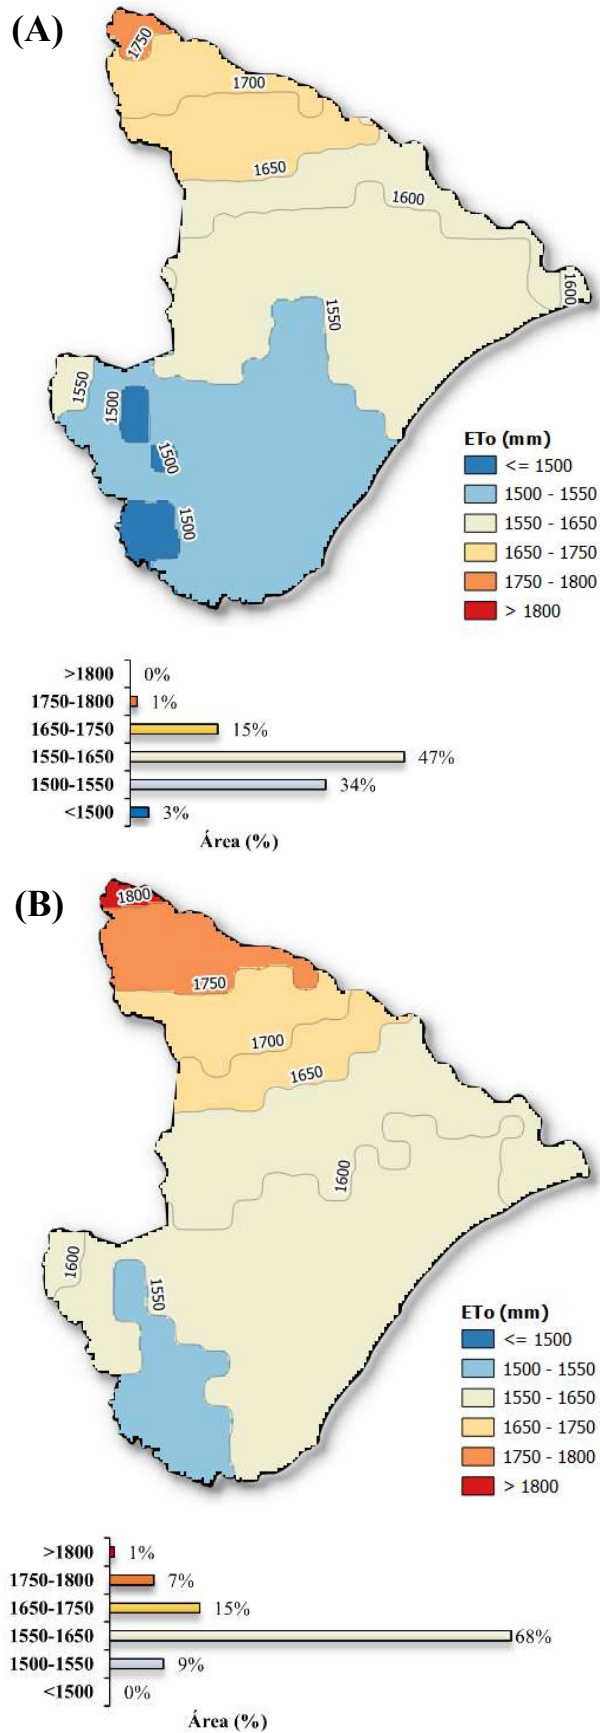 (A)
1750
1700
1650
1600
1600
1550
1550
1500
1500
1500
ETo (mm)
<= 1500
1500 - 1550
1550 - 1650
1650 - 1750
1750 - 1800
> 1800
>1800 0%
1750-1800 1%
1650-1750 15%
1550-1650 47%
1500-1550 34%
<1500 3%
Área (%)
(B)
1800
1750
1700
1650
1600
1600
1550
ETo (mm)
<= 1500
1500 - 1550
1550 - 1650
1650 - 1750
1750 - 1800
> 1800
>1800 1%
1750-1800 7%
1650-1750 15%
1550-1650 68%
1500-1550 9%
<1500 0%
Área (%)